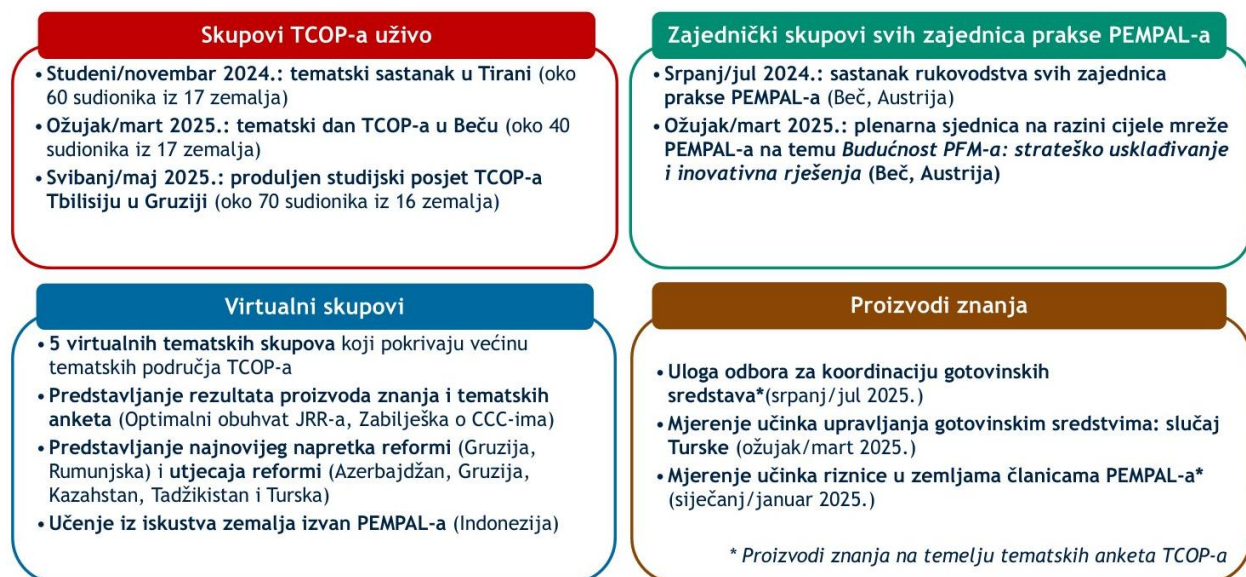 Skupovi TCOP-a uživo
• Studeni/novembar 2024.: tematski sastanak u Tirani (oko
60 sudionika iz 17 zemalja)
• Ožujak/mart 2025.: tematski dan TCOP-a u Beču (oko 40
sudionika iz 17 zemalja)
• Svibanj/maj 2025.: produljen studijski posjet TCOP-a
Tbilisiju u Gruziji (oko 70 sudionika iz 16 zemalja)
Zajednički skupovi svih zajednica prakse PEMPAL-a
• Srpanj/jul 2024.: sastanak rukovodstva svih zajednica
prakse PEMPAL-a (Beč, Austrija)
• Ožujak/mart 2025.: plenarna sjednica na razini cijele mreže
PEMPAL-a na temu Budućnost PFM-a: strateško usklađivanje
i inovativna rješenja (Beč, Austrija)
Virtualni skupovi
• 5 virtualnih tematskih skupova koji pokrivaju većinu
tematskih područja TCOP-a
• Predstavljanje rezultata proizvoda znanja i tematskih
anketa (Optimalni obuhvat JRR-a, Zabilješka o CCC-ima)
• Predstavljanje najnovijeg napretka reformi (Gruzija,
Rumunjska) i utjecaja reformi (Azerbajdžan, Gruzija,
Kazahstan, Tadžikistan i Turska)
• Učenje iz iskustva zemalja izvan PEMPAL-a (Indonezija)
Proizvodi znanja
• Uloga odbora za koordinaciju gotovinskih
sredstava*(srpanj/jul 2025.)
• Mjerenje učinka upravljanja gotovinskim sredstvima: slučaj
Turske (ožujak/mart 2025.)
• Mjerenje učinka riznice u zemljama članicama PEMPAL-a*
(siječanj/januar 2025.)
* Proizvodi znanja na temelju tematskih anketa TCOP-a